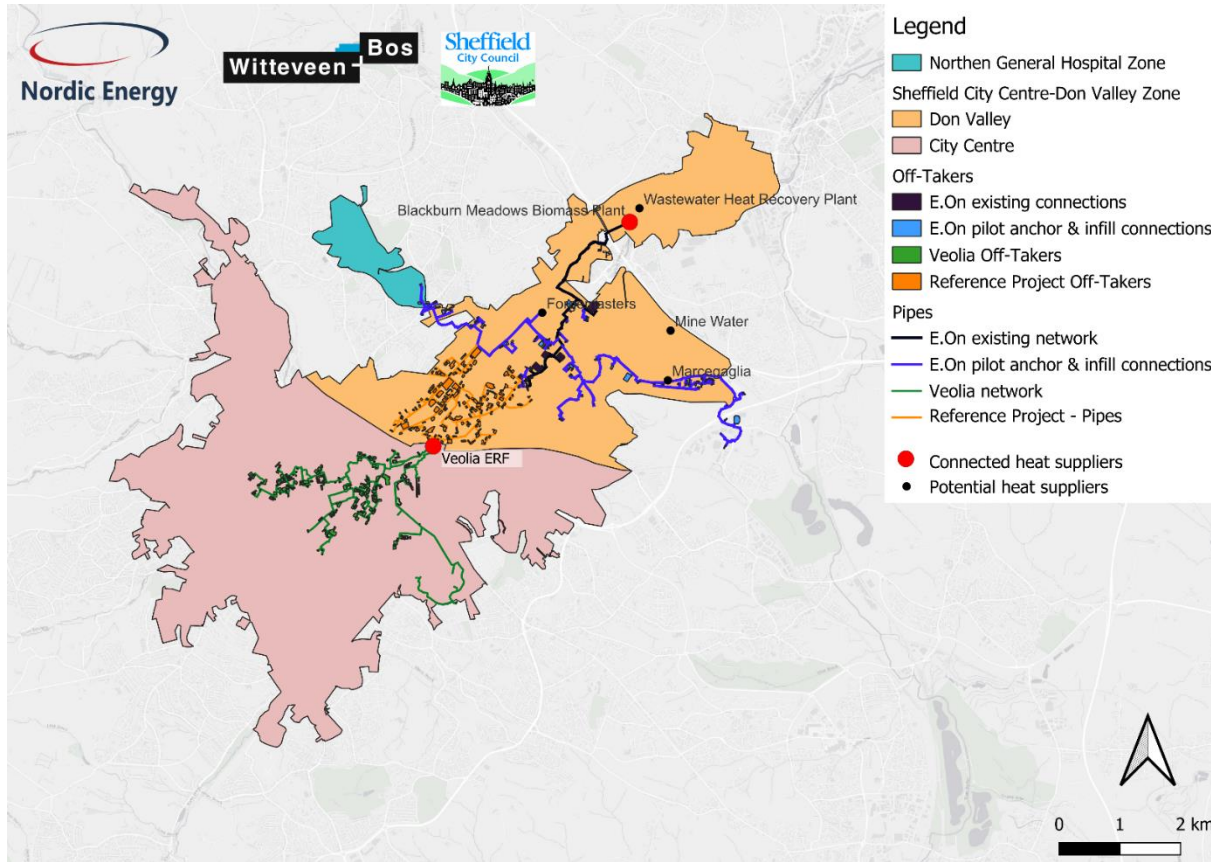 Nordic Energy
Witteveen
Bos
Sheffield
City Council
Legend
Northen General Hospital Zone
Sheffield City Centre-Don Valley Zone
Don Valley
City Centre
Off-Takers
E.On existing connections
E.On pilot anchor & infill connections
Veolia Off-Takers
Reference Project Off-Takers
Pipes
E.On existing network
E.On pilot anchor & infill connections
Veolia network
Reference Project - Pipes
Connected heat suppliers
Potential heat suppliers
Wastewater Heat Recovery Plant
Blackburn Meadows Biomass Plant
Mine Water
Marcegaglia
Veolia ERF
0 1 2 km